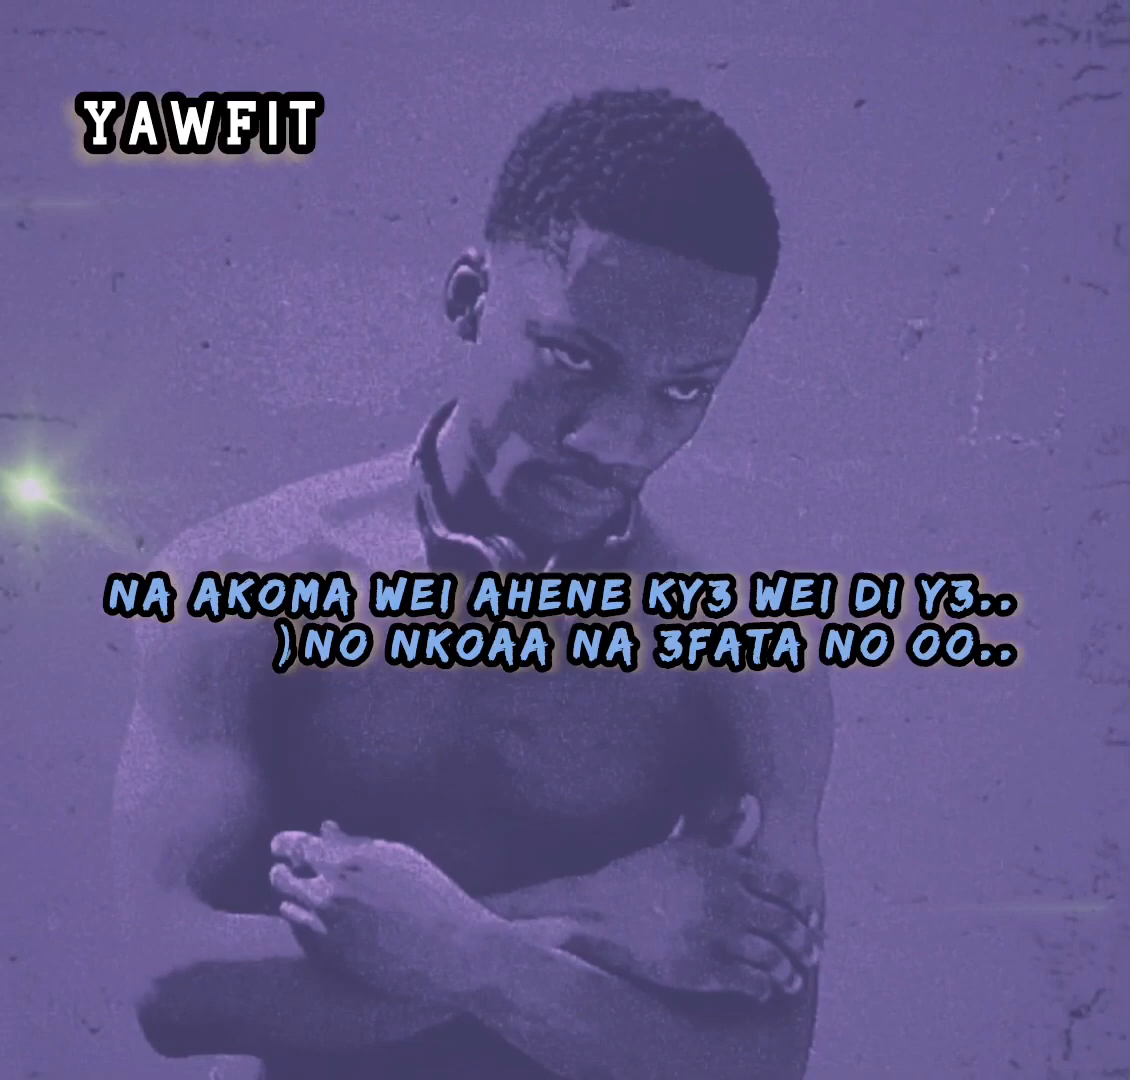 YAWFIT
NA AKOMA WEI AHENE KY3 WEI DI Y3..
)NO NKOAA NA 3FATA NO OO..